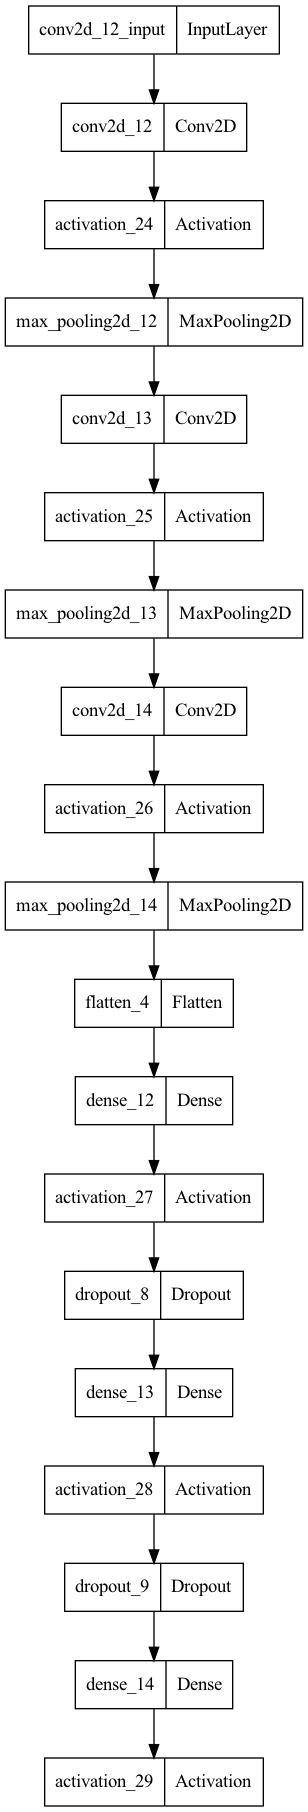 conv2d_12_input InputLayer
conv2d_12 Conv2D
activation_24 Activation
max_pooling2d_12 MaxPooling2D
conv2d_13 Conv2D
activation_25 Activation
max_pooling2d_13 MaxPooling2D
conv2d_14 Conv2D
activation_26 Activation
max_pooling2d_14 MaxPooling2D
flatten_4 Flatten
dense_12 Dense
activation_27 Activation
dropout_8 Dropout
dense_13 Dense
activation_28 Activation
dropout_9 Dropout
dense_14 Dense
activation_29 Activation